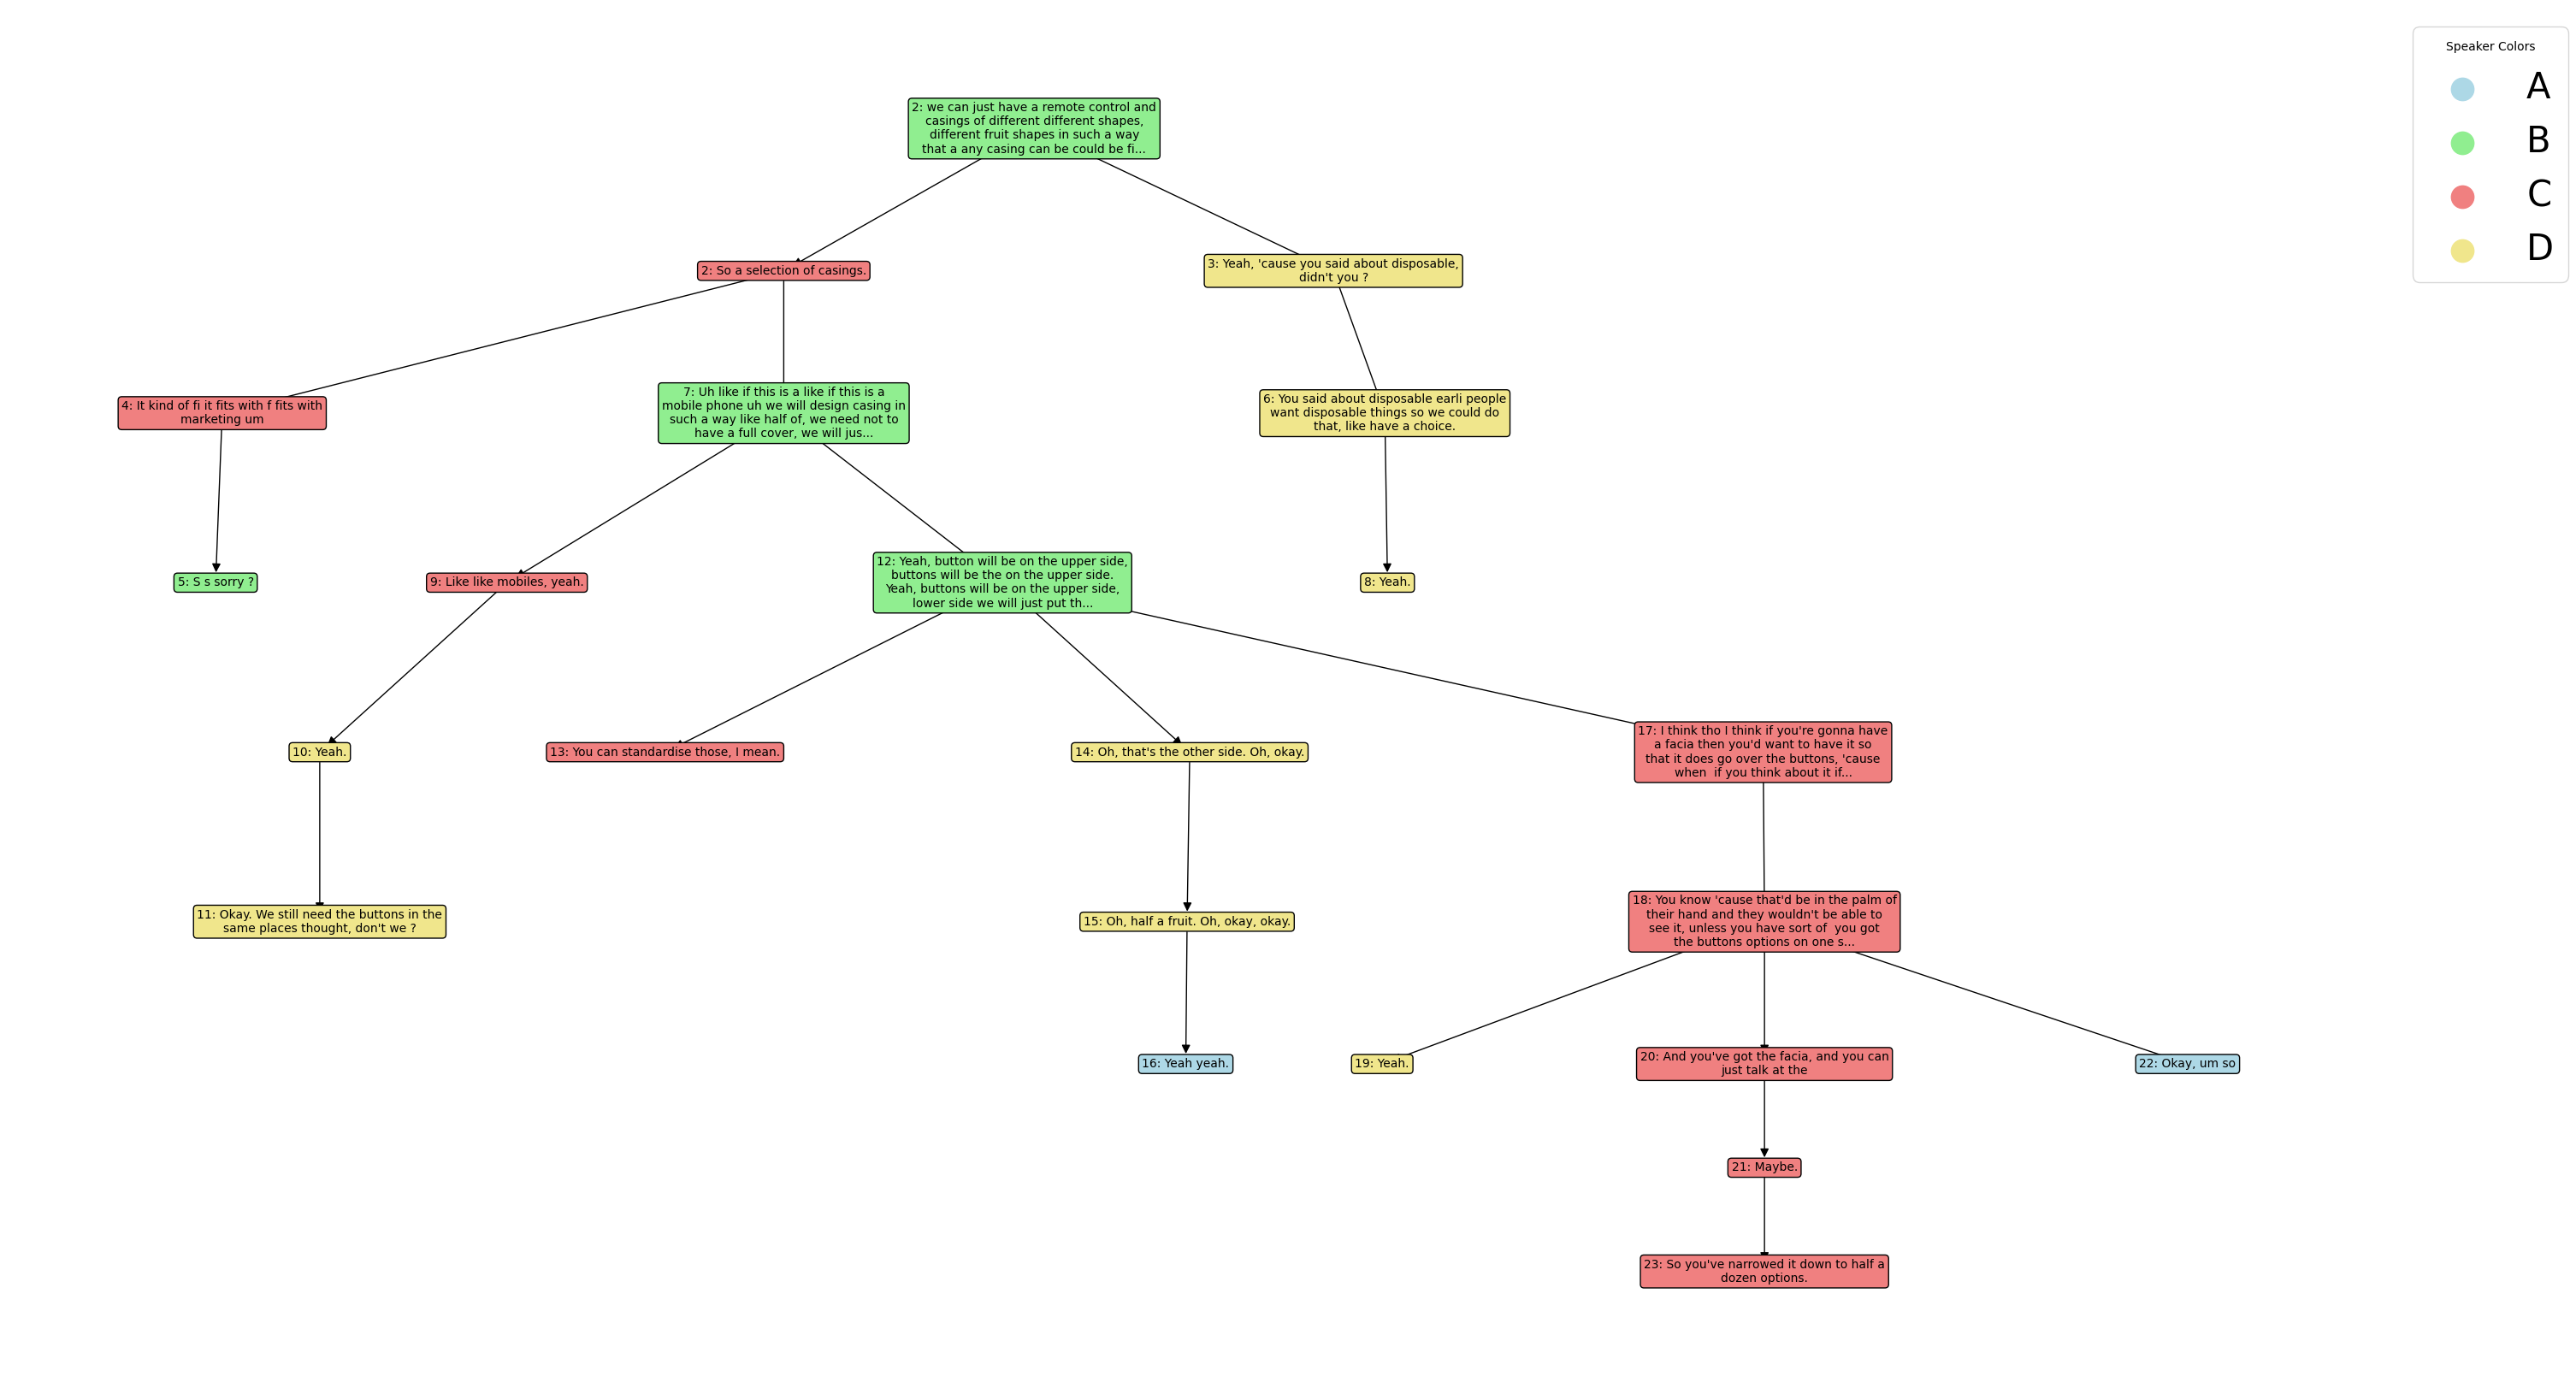 Speaker Colors
A
B
C
D
2: we can just have a remote control and
casings of different different shapes,
different fruit shapes in such a way
that a any casing can be could be fi...
2: So a selection of casings.
3: Yeah, 'cause you said about disposable,
didn't you ?
4: It kind of fi it fits with f fits with
marketing um
7: Uh like if this is a like if this is a
mobile phone uh we will design casing in
such a way like half of, we need not to
have a full cover, we will jus...
6: You said about disposable earli people
want disposable things so we could do
that, like have a choice.
5: S s sorry ?
9: Like like mobiles, yeah.
12: Yeah, button will be on the upper side,
buttons will be the on the upper side.
Yeah, buttons will be on the upper side,
lower side we will just put th...
8: Yeah.
10: Yeah.
13: You can standardise those, I mean.
14: Oh, that's the other side. Oh, okay.
17: I think tho I think if you're gonna have
a facia then you'd want to have it so
that it does go over the buttons, 'cause
when  if you think about it if...
11: Okay. We still need the buttons in the
same places thought, don't we ?
15: Oh, half a fruit. Oh, okay, okay.
18: You know 'cause that'd be in the palm of
their hand and they wouldn't be able to
see it, unless you have sort of  you got
the buttons options on one s...
16: Yeah yeah.
19: Yeah.
20: And you've got the facia, and you can
just talk at the
22: Okay, um so
21: Maybe.
23: So you've narrowed it down to half a
dozen options.